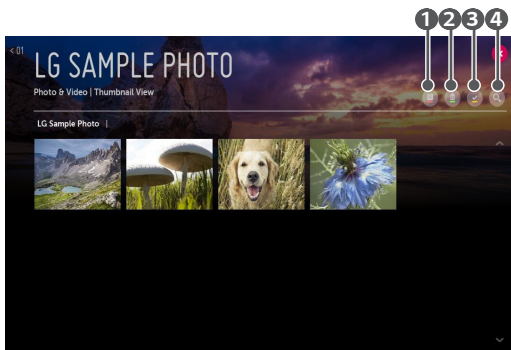 1 2 3 4
< 01
LG SAMPLE PHOTO
Photo & Video | Thumbnail View
LG Sample Photo |